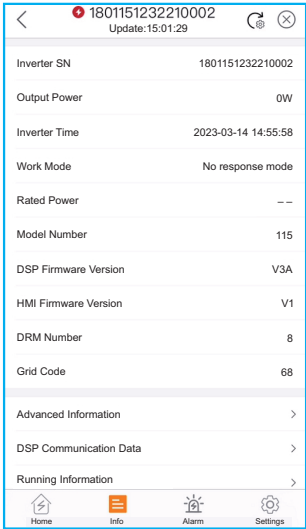 1801151232210002
Update:15:01:29
Inverter SN 1801151232210002
Output Power 0W
Inverter Time 2023-03-14 14:55:58
Work Mode No response mode
Rated Power – –
Model Number 115
DSP Firmware Version V3A
HMI Firmware Version V1
DRM Number 8
Grid Code 68
Advanced Information
DSP Communication Data
Running Information
Home Info Alarm Settings